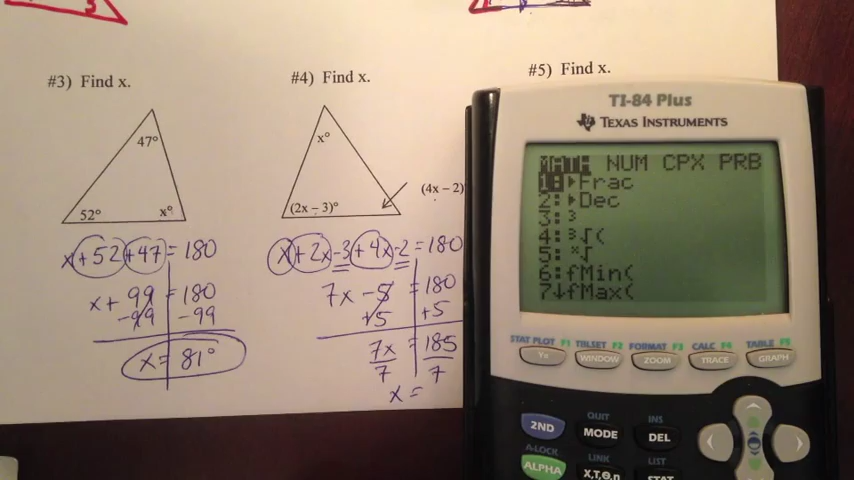 3
#3) Find x.
#4) Find x.
#5) Find x.
47°
52°
x°
x°
(2x – 3)°
(4x – 2)
x+52+47=180
x+99=180
-99 -99
x=81°
x+2x-3+4x-2=180
7x-5=180
+5 +5
7x=185
7 7
x=
TI-84 Plus
TEXAS INSTRUMENTS
MATH NUM CPX PRB
1:▶Frac
2:▶Dec
3:³
4:³√(
5:ˣ√
6:fMin(
7↓fMax(
STAT PLOT F1 TBLSET F2 FORMAT F3 CALC F4 TABLE F5
Y= WINDOW ZOOM TRACE GRAPH
QUIT INS
2ND MODE DEL
A-LOCK LINK LIST
ALPHA X,T,Θ,n STAT